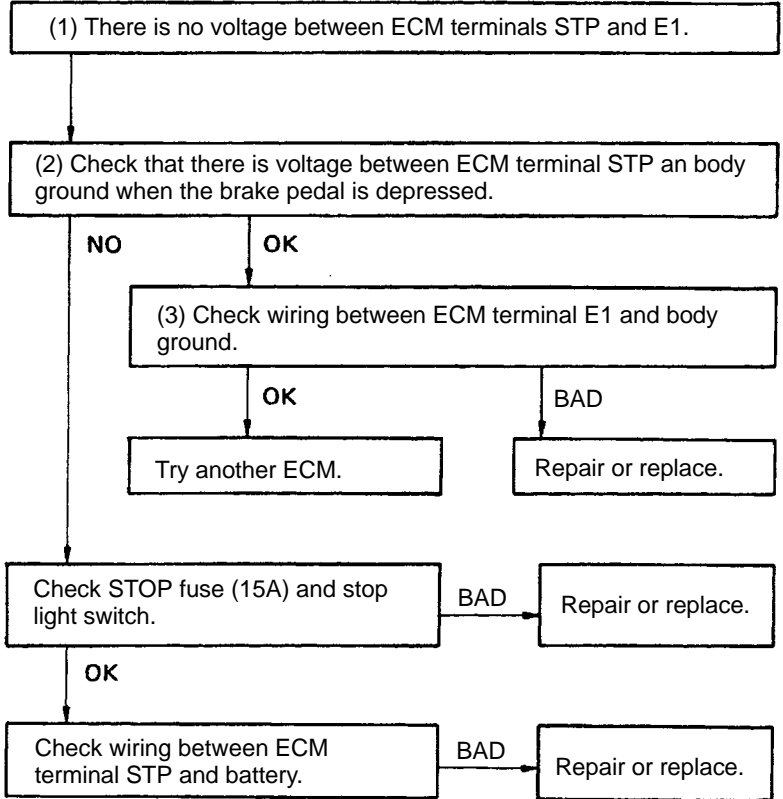 (1) There is no voltage between ECM terminals STP and E1.
(2) Check that there is voltage between ECM terminal STP an body
ground when the brake pedal is depressed.
NO
OK
(3) Check wiring between ECM terminal E1 and body
ground.
OK
BAD
Try another ECM.
Repair or replace.
Check STOP fuse (15A) and stop
light switch.
BAD
Repair or replace.
OK
Check wiring between ECM
terminal STP and battery.
BAD
Repair or replace.